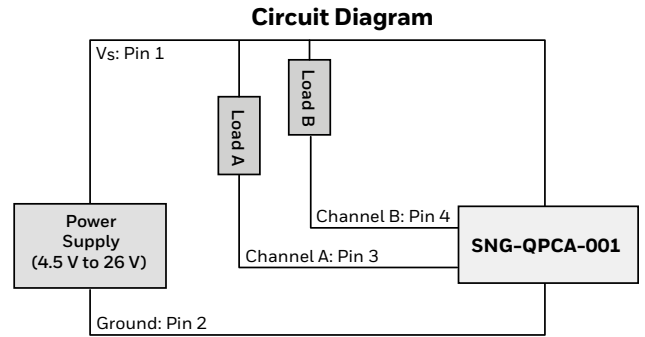 Circuit Diagram
Vs: Pin 1
Load A
Load B
Channel B: Pin 4
Channel A: Pin 3
Power
Supply
(4.5 V to 26 V)
SNG-QPCA-001
Ground: Pin 2